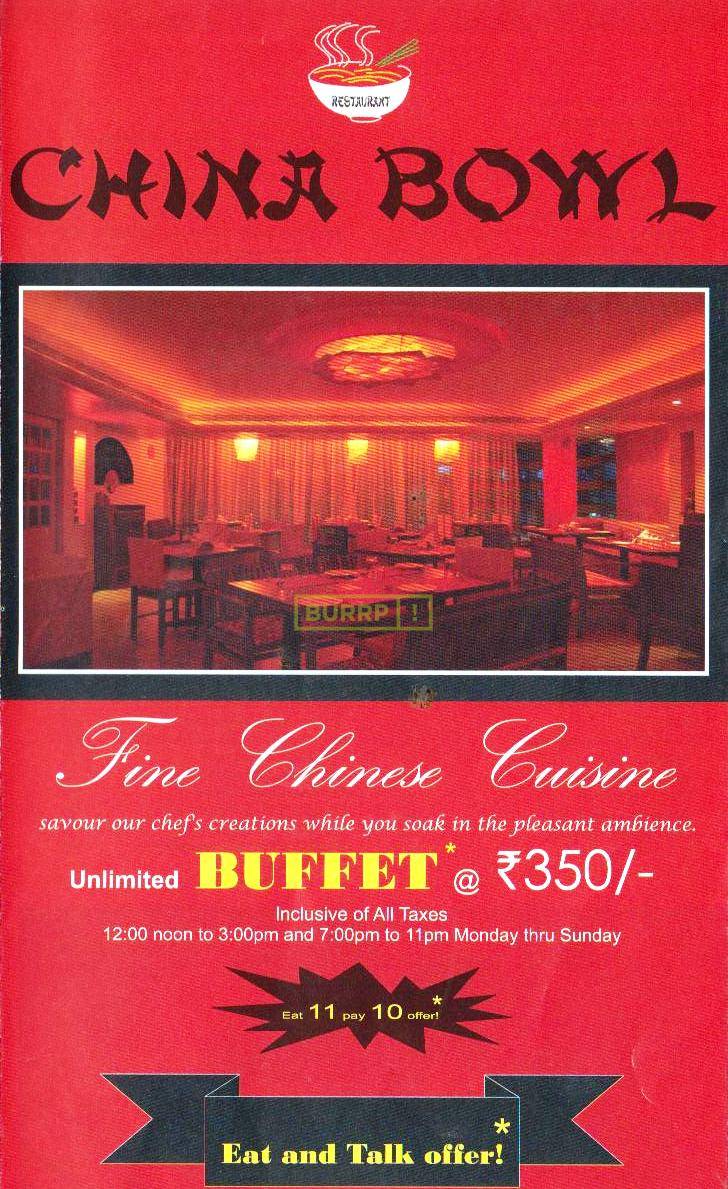 RESTAURANT
CHINA BOWL
BURRP!
Fine Chinese Cuisine
savour our chef's creations while you soak in the pleasant ambience.
Unlimited BUFFET* @ ₹350/-
Inclusive of All Taxes
12:00 noon to 3:00pm and 7:00pm to 11pm Monday thru Sunday
Eat 11 pay 10 offer!*
Eat and Talk offer!*